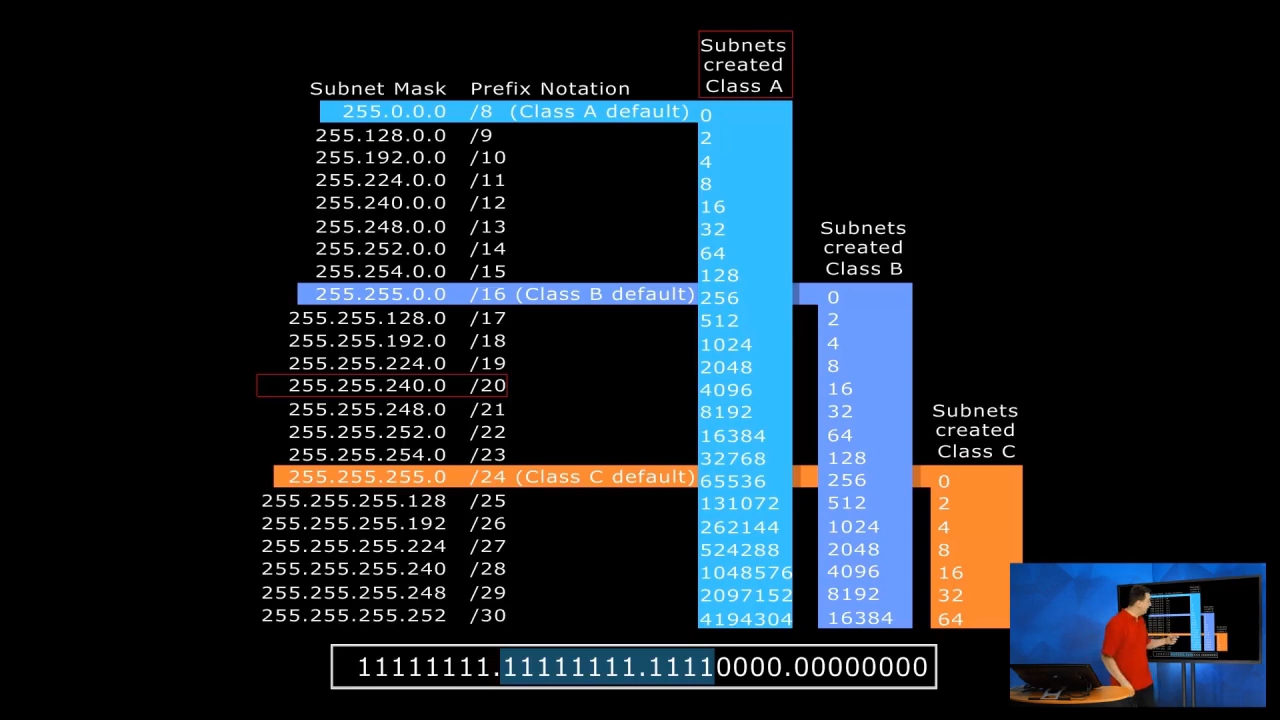 Subnets
created
Class A
Subnet Mask Prefix Notation
255.0.0.0 /8 (Class A default) 0
255.128.0.0 /9 2
255.192.0.0 /10 4
255.224.0.0 /11 8
255.240.0.0 /12 16
255.248.0.0 /13 32
255.252.0.0 /14 64
255.254.0.0 /15 128
Subnets
created
Class B
255.255.0.0 /16 (Class B default) 256 0
255.255.128.0 /17 512 2
255.255.192.0 /18 1024 4
255.255.224.0 /19 2048 8
255.255.240.0 /20 4096 16
255.255.248.0 /21 8192 32
255.255.252.0 /22 16384 64
255.255.254.0 /23 32768 128
Subnets
created
Class C
255.255.255.0 /24 (Class C default) 65536 256 0
255.255.255.128 /25 131072 512 2
255.255.255.192 /26 262144 1024 4
255.255.255.224 /27 524288 2048 8
255.255.255.240 /28 1048576 4096 16
255.255.255.248 /29 2097152 8192 32
255.255.255.252 /30 4194304 16384 64
11111111.11111111.11110000.00000000